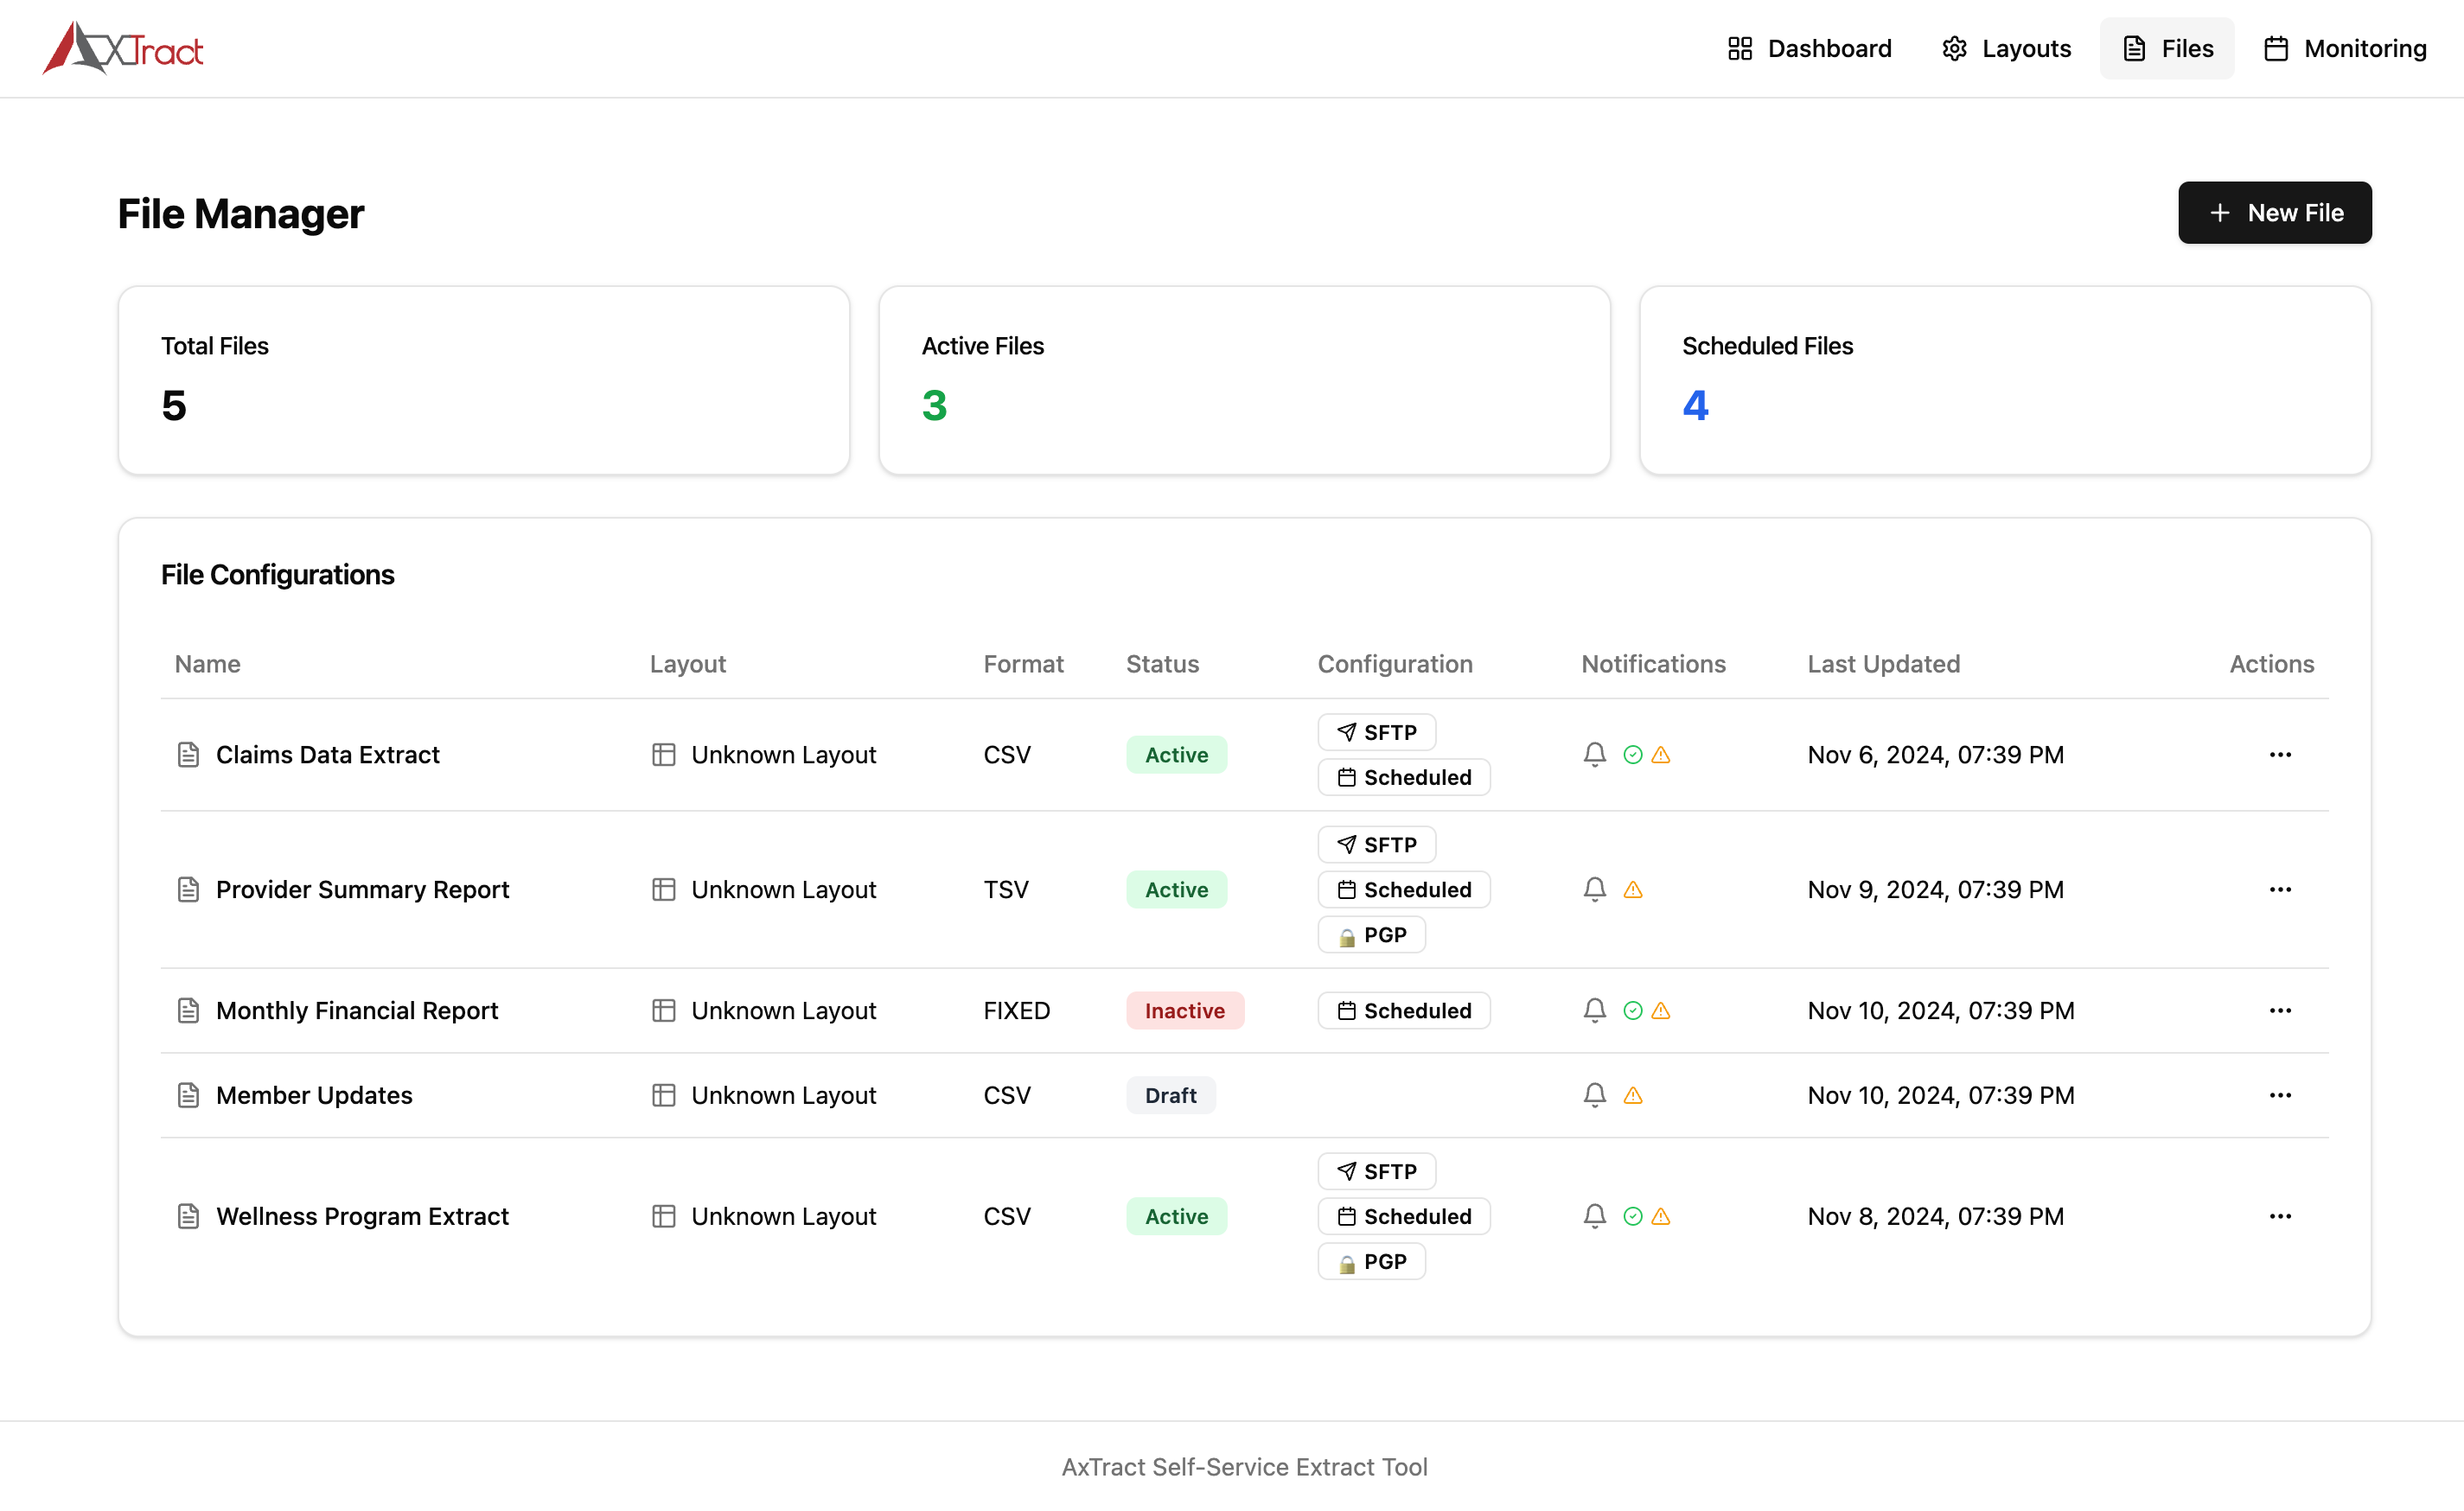 AxTract
Dashboard Layouts Files Monitoring
File Manager
New File
Total Files
5
Active Files
3
Scheduled Files
4
File Configurations
Name Layout Format Status Configuration Notifications Last Updated Actions
Claims Data Extract Unknown Layout CSV Active SFTP Scheduled Nov 6, 2024, 07:39 PM
Provider Summary Report Unknown Layout TSV Active SFTP Scheduled PGP Nov 9, 2024, 07:39 PM
Monthly Financial Report Unknown Layout FIXED Inactive Scheduled Nov 10, 2024, 07:39 PM
Member Updates Unknown Layout CSV Draft Nov 10, 2024, 07:39 PM
Wellness Program Extract Unknown Layout CSV Active SFTP Scheduled PGP Nov 8, 2024, 07:39 PM
AxTract Self-Service Extract Tool